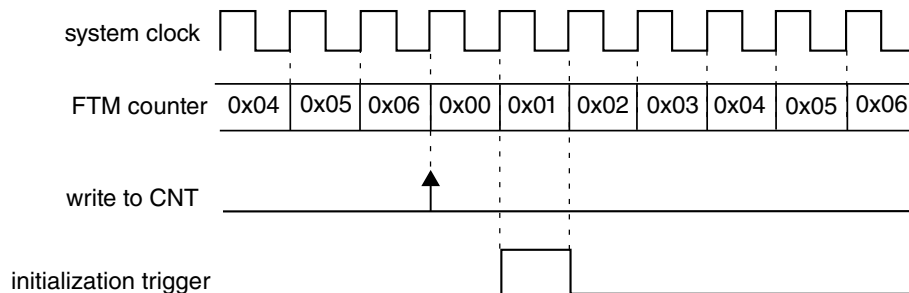 system clock
FTM counter 0x04 0x05 0x06 0x00 0x01 0x02 0x03 0x04 0x05 0x06
write to CNT
initialization trigger